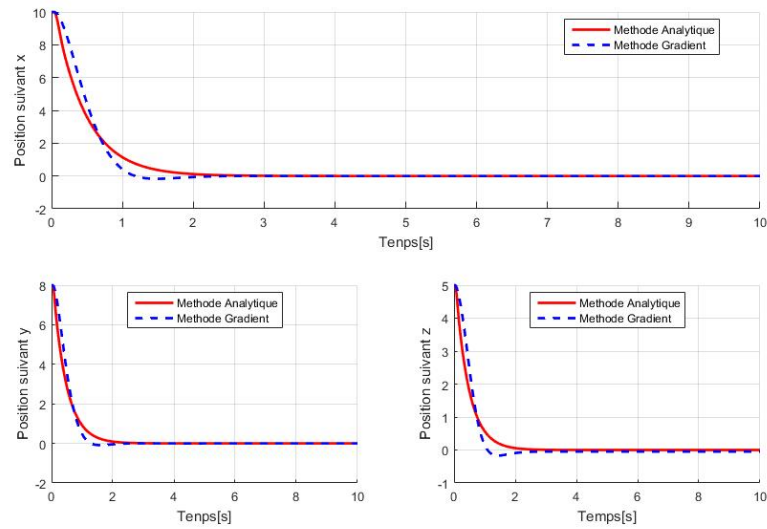 10
8
6
4
2
0
-2
Position suivant x
Methode Analytique
Methode Gradient
0 1 2 3 4 5 6 7 8 9 10
Tenps[s]
8
6
4
2
0
-2
Position suivant y
Methode Analytique
Methode Gradient
0 2 4 6 8 10
Tenps[s]
5
4
3
2
1
0
-1
Position suivant z
Methode Analytique
Methode Gradient
0 2 4 6 8 10
Temps[s]